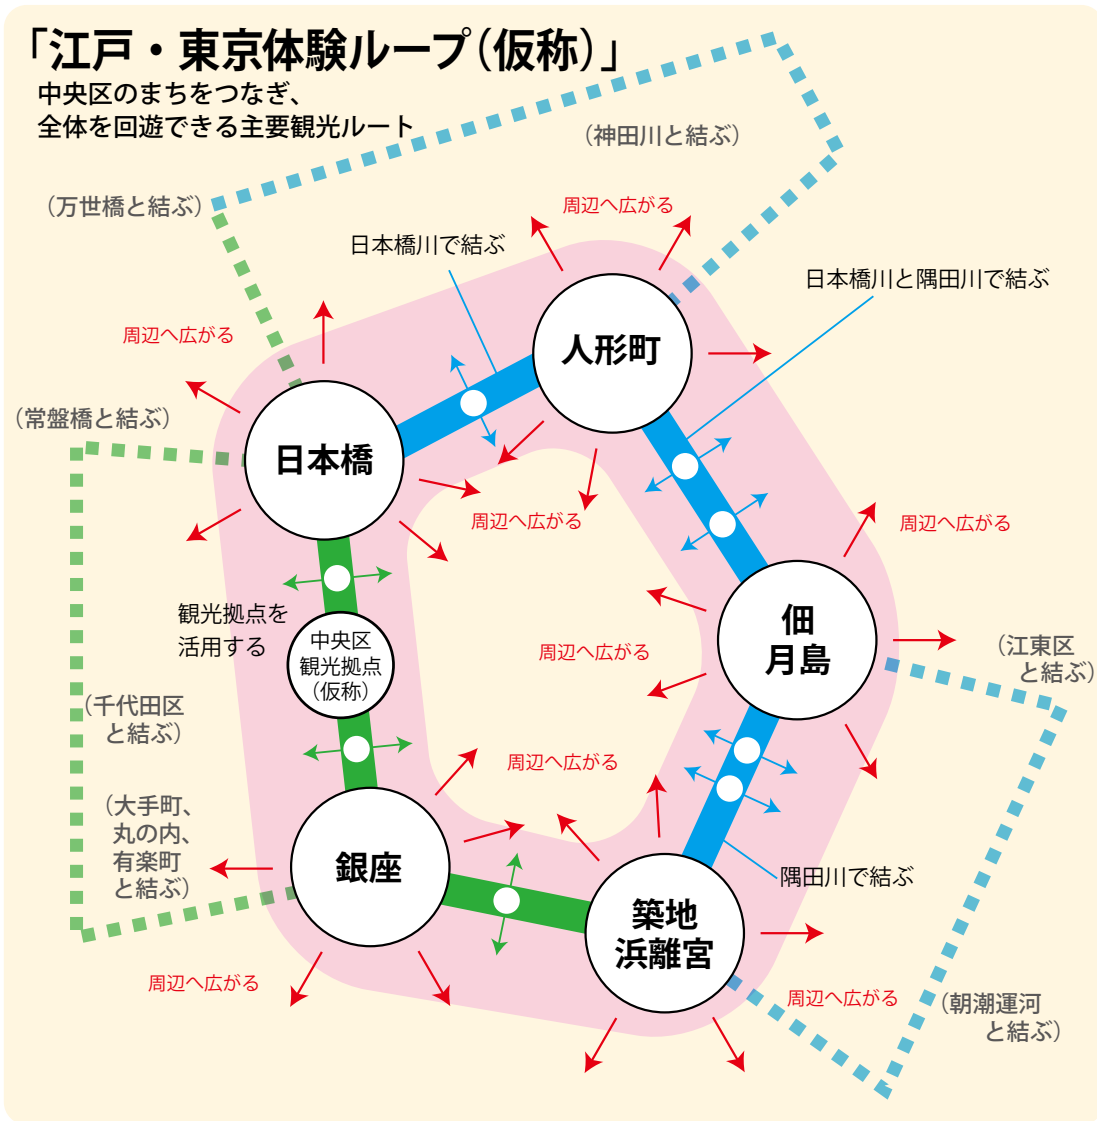 「江戸・東京体験ループ（仮称）」
中央区のまちをつなぎ、
全体を回遊できる主要観光ルート
（神田川と結ぶ）
（万世橋と結ぶ）
周辺へ広がる
日本橋川で結ぶ
日本橋川と隅田川で結ぶ
周辺へ広がる
人形町
（常盤橋と結ぶ）
日本橋
周辺へ広がる
周辺へ広がる
観光拠点を
活用する
中央区
観光拠点
（仮称）
佃
月島
周辺へ広がる
（江東区
と結ぶ）
（千代田区
と結ぶ）
周辺へ広がる
（大手町、
丸の内、
有楽町
と結ぶ）
銀座
隅田川で結ぶ
築地
浜離宮
周辺へ広がる
周辺へ広がる
（朝潮運河
と結ぶ）